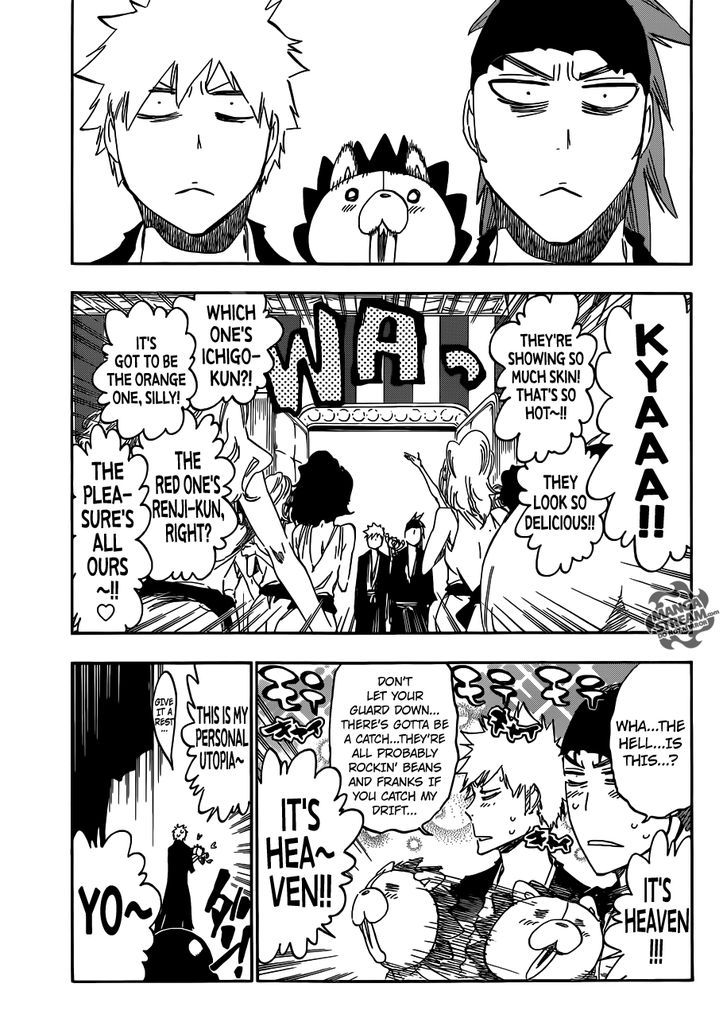 KYAAA!!
THEY'RE
SHOWING SO
MUCH SKIN!
THAT'S SO
HOT~!!
THEY
LOOK SO
DELICIOUS!!
WA
WHICH
ONE'S
ICHIGO-
KUN?!
IT'S
GOT TO BE
THE ORANGE
ONE, SILLY!
THE
RED ONE'S
RENJI-KUN,
RIGHT?
THE
PLEA-
SURE'S
ALL
OURS
~!!
♡
MANGA
STREAM.com
DO NOT MIRROR
WHA...THE
HELL...IS
THIS...?
DON'T
LET YOUR
GUARD DOWN...
THERE'S GOTTA
BE A CATCH...THEY'RE
ALL PROBABLY
ROCKIN' BEANS
AND FRANKS IF
YOU CATCH MY
DRIFT...
IT'S
HEAVEN
!!!
IT'S
HEA~
VEN!!
THIS IS MY
PERSONAL
UTOPIA~
GIVE
IT A
REST...
YO~